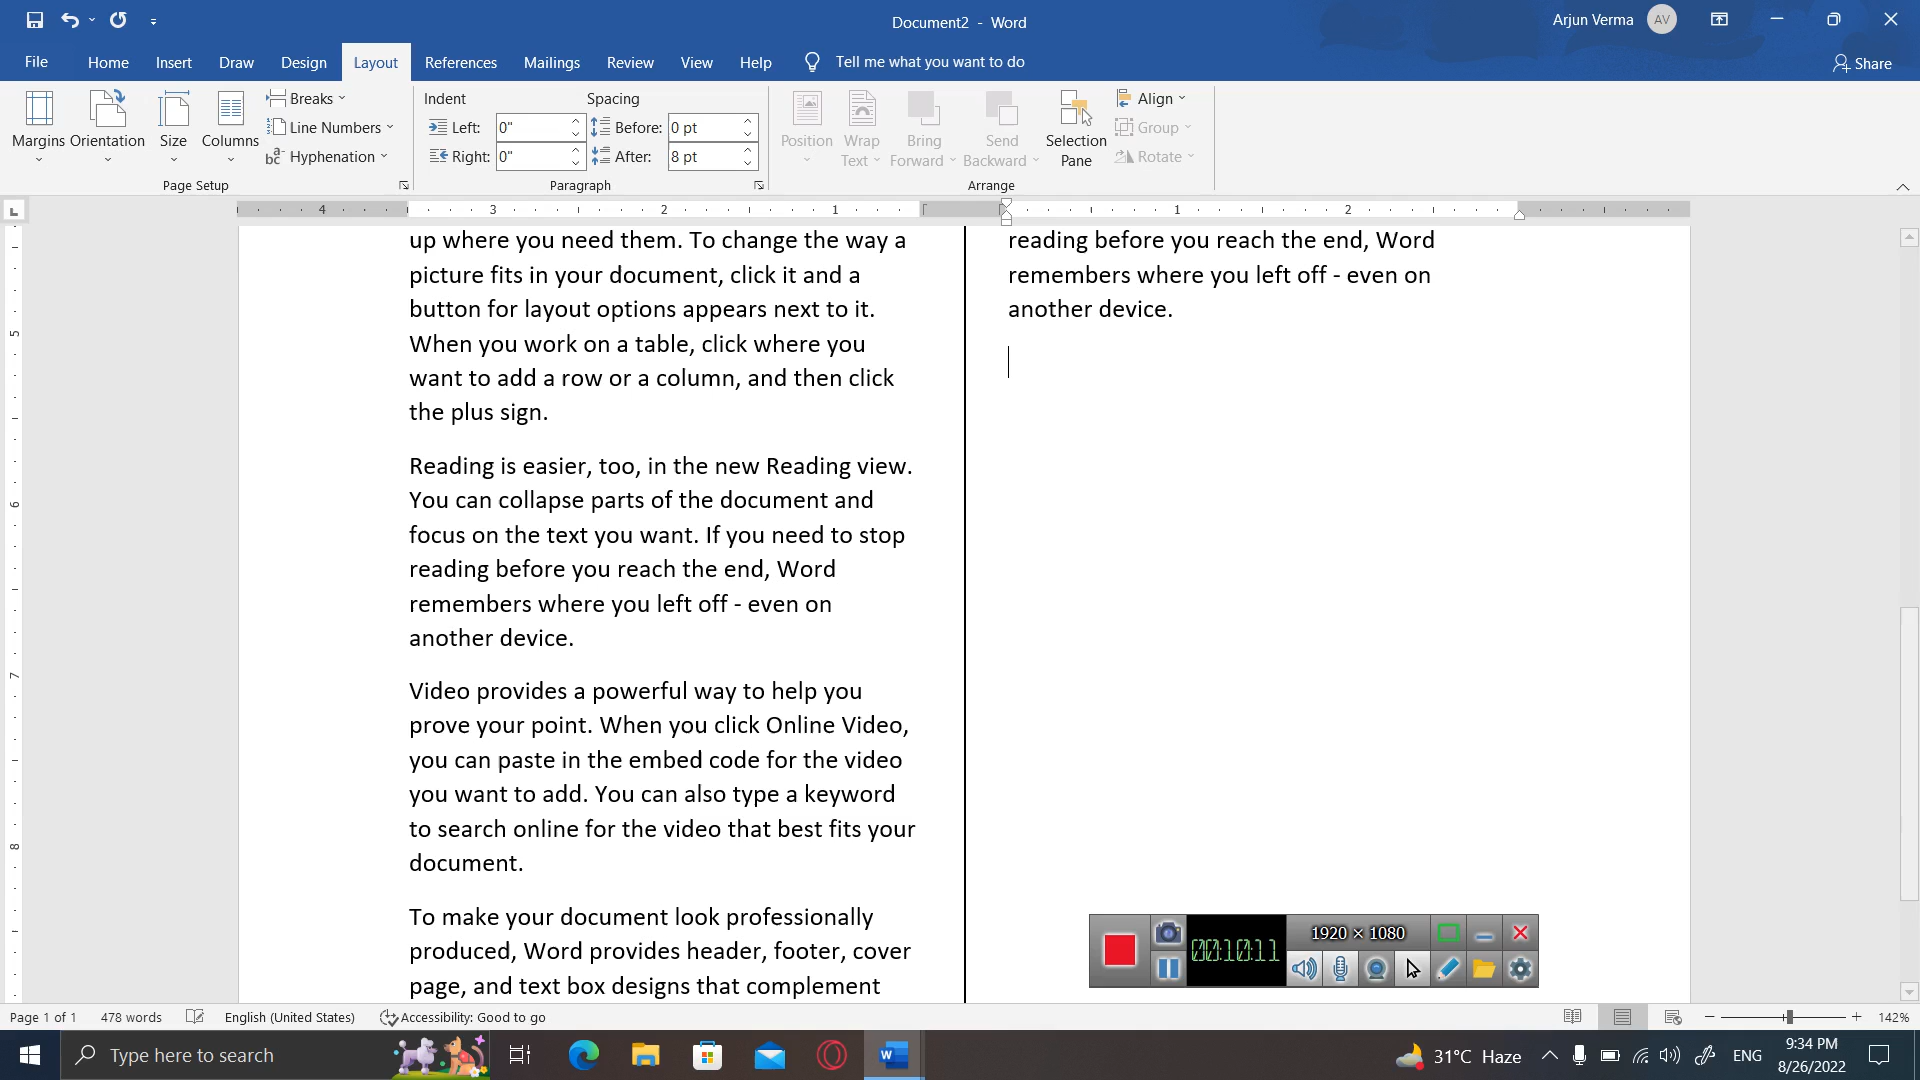 Document2 - Word
Arjun Verma AV
File Home Insert Draw Design Layout References Mailings Review View Help Tell me what you want to do Share
Margins Orientation Size Columns
Breaks
Line Numbers
Hyphenation
Page Setup
Indent Spacing
Left: 0" Before: 0 pt
Right: 0" After: 8 pt
Paragraph
Position Wrap Text Bring Forward Send Backward Selection Pane
Align
Group
Rotate
Arrange
4 3 2 1 1 2
5
6
7
8
up where you need them. To change the way a
picture fits in your document, click it and a
button for layout options appears next to it.
When you work on a table, click where you
want to add a row or a column, and then click
the plus sign.
Reading is easier, too, in the new Reading view.
You can collapse parts of the document and
focus on the text you want. If you need to stop
reading before you reach the end, Word
remembers where you left off - even on
another device.
Video provides a powerful way to help you
prove your point. When you click Online Video,
you can paste in the embed code for the video
you want to add. You can also type a keyword
to search online for the video that best fits your
document.
To make your document look professionally
produced, Word provides header, footer, cover
page, and text box designs that complement
reading before you reach the end, Word
remembers where you left off - even on
another device.
00:10:11
1920 × 1080
Page 1 of 1 478 words English (United States) Accessibility: Good to go 142%
Type here to search
31°C Haze ENG
9:34 PM
8/26/2022